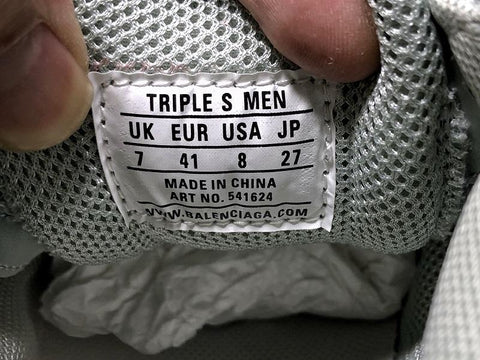 TRIPLE S MEN
UK EUR USA JP
7 41 8 27
MADE IN CHINA
ART NO. 541624
WWW.BALENCIAGA.COM